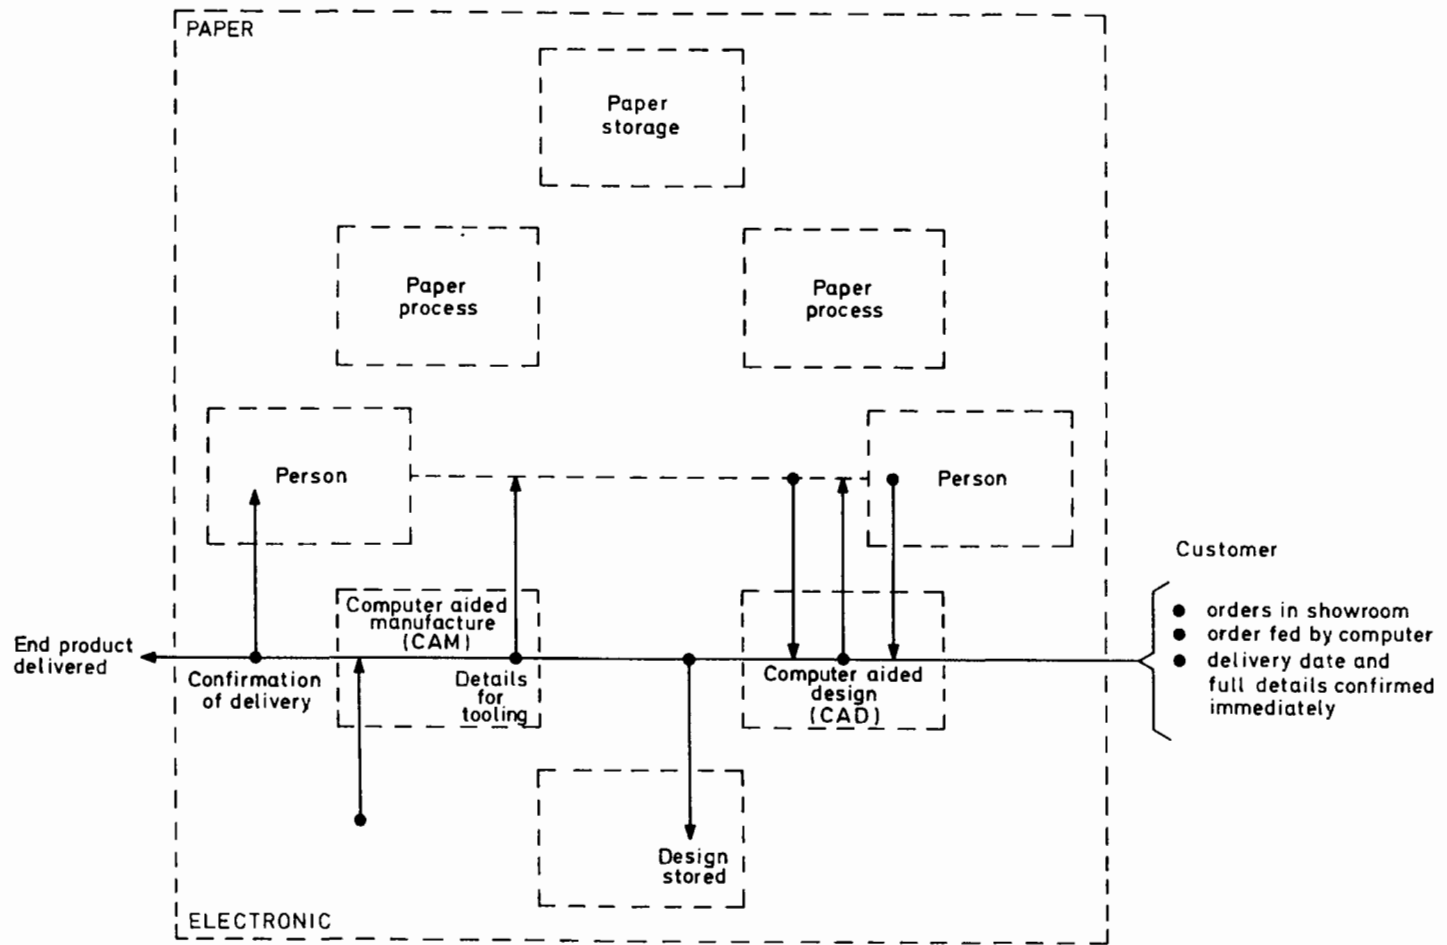 PAPER
Paper
storage
Paper
process
Paper
process
Person
Person
Customer
orders in showroom
order fed by computer
delivery date and
full details confirmed
immediately
Computer aided
manufacture
(CAM)
End product
delivered
Confirmation
of delivery
Details
for
tooling
Computer aided
design
(CAD)
Design
stored
ELECTRONIC